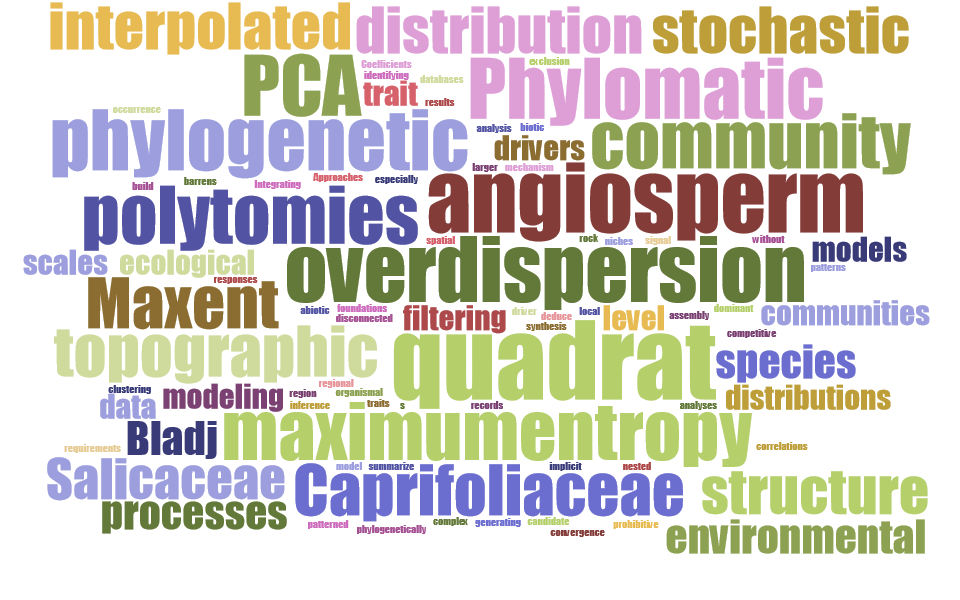 interpolated distribution stochastic
PCA Coefficients exclusion
identifying databases Phylomatic
trait results
occurrence
phylogenetic analysis biotic community
drivers
larger mechanism
build barrens Integrating Approaches especially angiosperm
polytomies
spatial rock niches signal without models
scales ecological overdispersion patterns
responses
Maxent abiotic foundations driver local dominant communities
disconnected filtering deduce level assembly
synthesis competitive
topographic quadrat species
clustering regional
data modeling region organismal distributions
inference traits s records analyses
Bladj maximumentropy correlations
requirements
Salicaceae model summarize implicit nested
Caprifoliaceae structure
processes patterned complex generating candidate prohibitive
phylogenetically convergence environmental